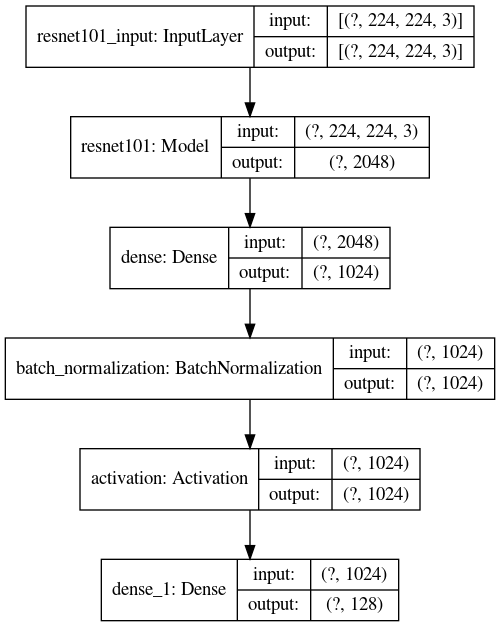 resnet101_input: InputLayer
input:
[(?, 224, 224, 3)]
output:
[(?, 224, 224, 3)]
resnet101: Model
input:
(?, 224, 224, 3)
output:
(?, 2048)
dense: Dense
input:
(?, 2048)
output:
(?, 1024)
batch_normalization: BatchNormalization
input:
(?, 1024)
output:
(?, 1024)
activation: Activation
input:
(?, 1024)
output:
(?, 1024)
dense_1: Dense
input:
(?, 1024)
output:
(?, 128)